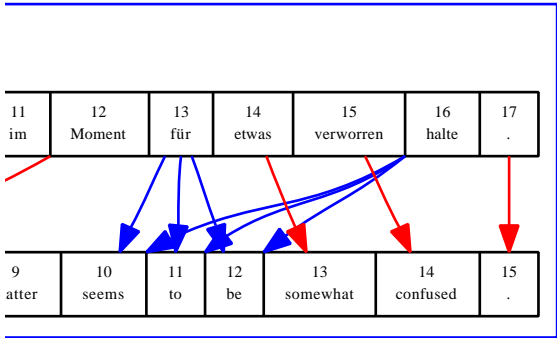 11 12 13 14 15 16 17
im Moment für etwas verworren halte .
9 10 11 12 13 14 15
atter seems to be somewhat confused .